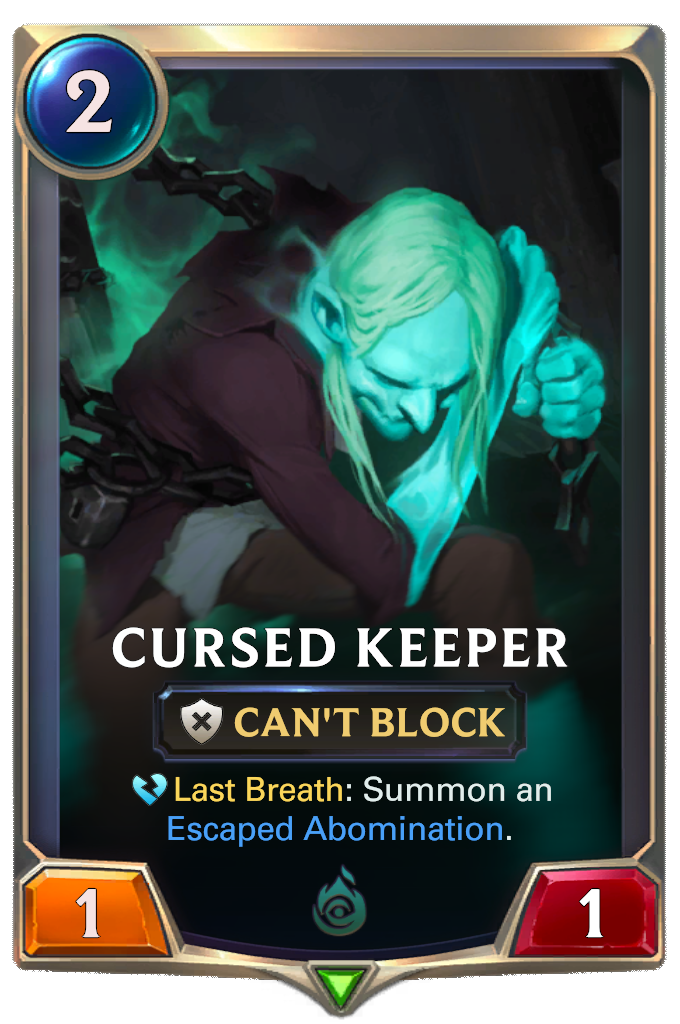 2
CURSED KEEPER
CAN'T BLOCK
Last Breath: Summon an
Escaped Abomination.
1 1